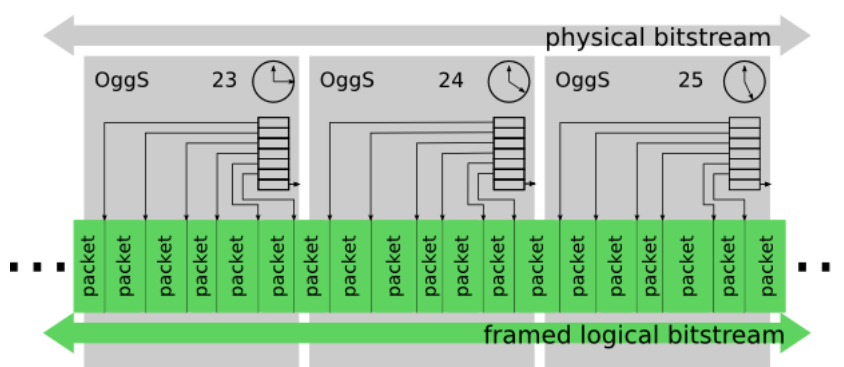 physical bitstream
OggS 23 OggS 24 OggS 25
packet packet packet packet packet packet packet packet packet packet packet packet packet packet packet packet packet packet packet
framed logical bitstream